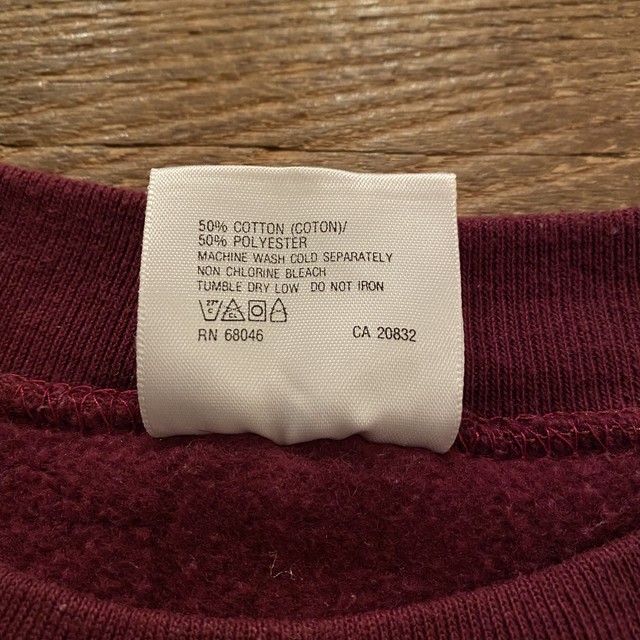 50% COTTON (COTON)/
50% POLYESTER
MACHINE WASH COLD SEPARATELY
NON CHLORINE BLEACH
TUMBLE DRY LOW DO NOT IRON
RN 68046 CA 20832